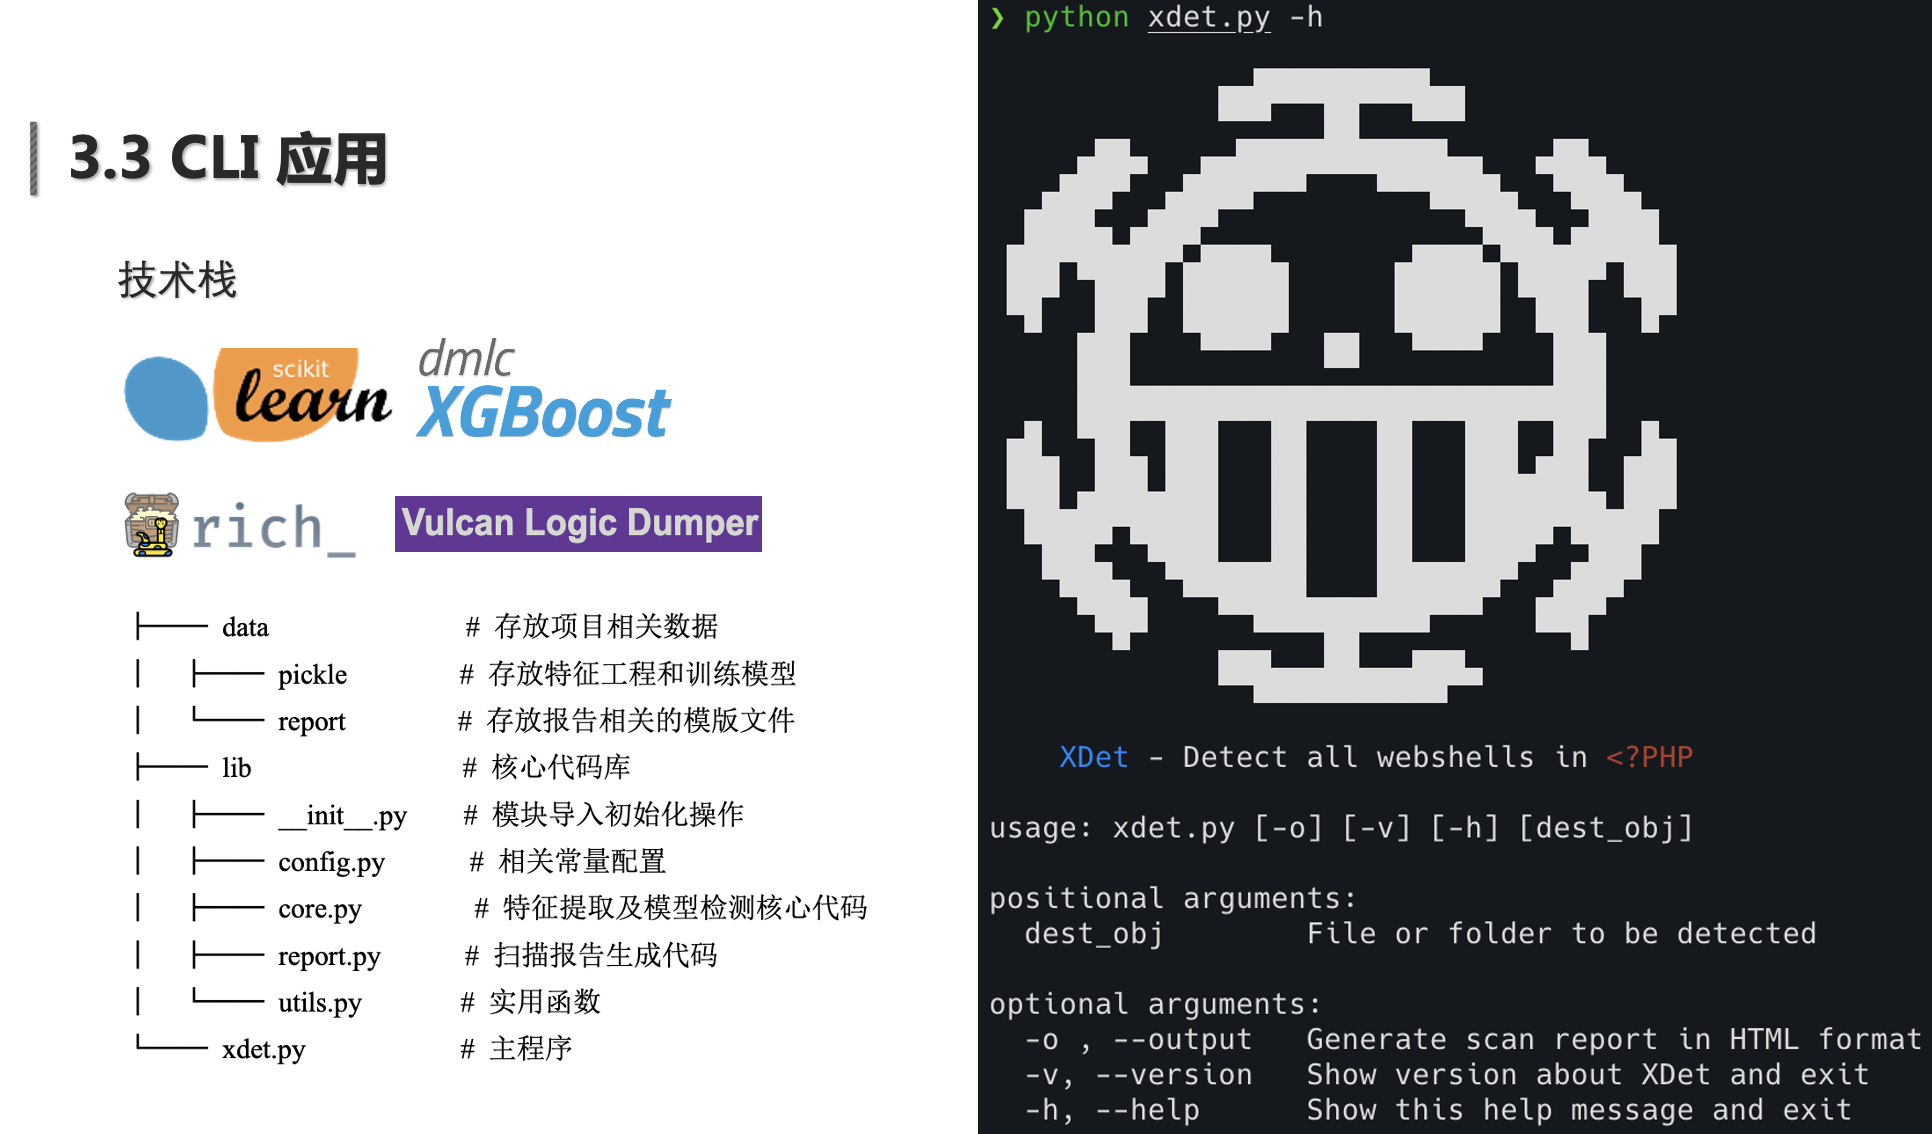 3.3 CLI 应用
技术栈
scikit
learn
dmlc
XGBoost
rich_
Vulcan Logic Dumper
├── data # 存放项目相关数据
│ ├── pickle # 存放特征工程和训练模型
│ └── report # 存放报告相关的模版文件
├── lib # 核心代码库
│ ├── __init__.py # 模块导入初始化操作
│ ├── config.py # 相关常量配置
│ ├── core.py # 特征提取及模型检测核心代码
│ ├── report.py # 扫描报告生成代码
│ └── utils.py # 实用函数
└── xdet.py # 主程序
❯ python xdet.py -h
XDet - Detect all webshells in <?PHP
usage: xdet.py [-o] [-v] [-h] [dest_obj]
positional arguments:
dest_obj File or folder to be detected
optional arguments:
-o , --output Generate scan report in HTML format
-v, --version Show version about XDet and exit
-h, --help Show this help message and exit